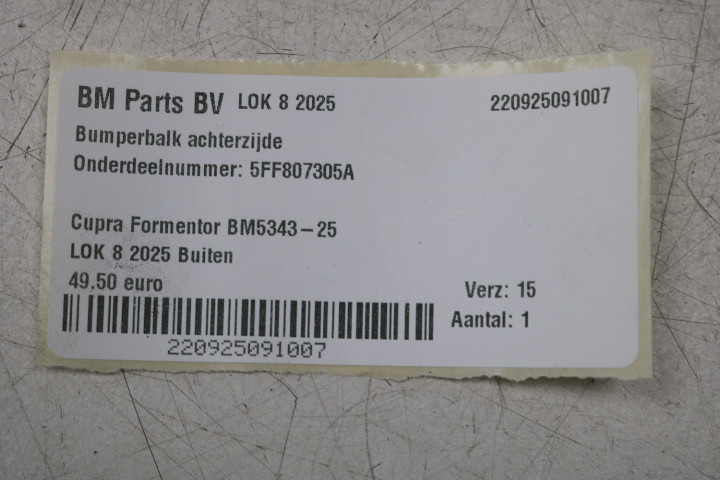 BM Parts BV LOK 8 2025 220925091007
Bumperbalk achterzijde
Onderdeelnummer: 5FF807305A
Cupra Formentor BM5343-25
LOK 8 2025 Buiten
49.50 euro Verz: 15
Aantal: 1
220925091007